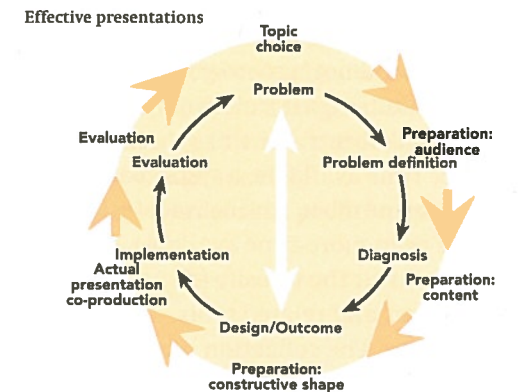 Effective presentations
Topic
choice
Problem
Preparation:
audience
Problem definition
Diagnosis
Preparation:
content
Design/Outcome
Preparation:
constructive shape
Implementation
Actual
presentation
co-production
Evaluation
Evaluation